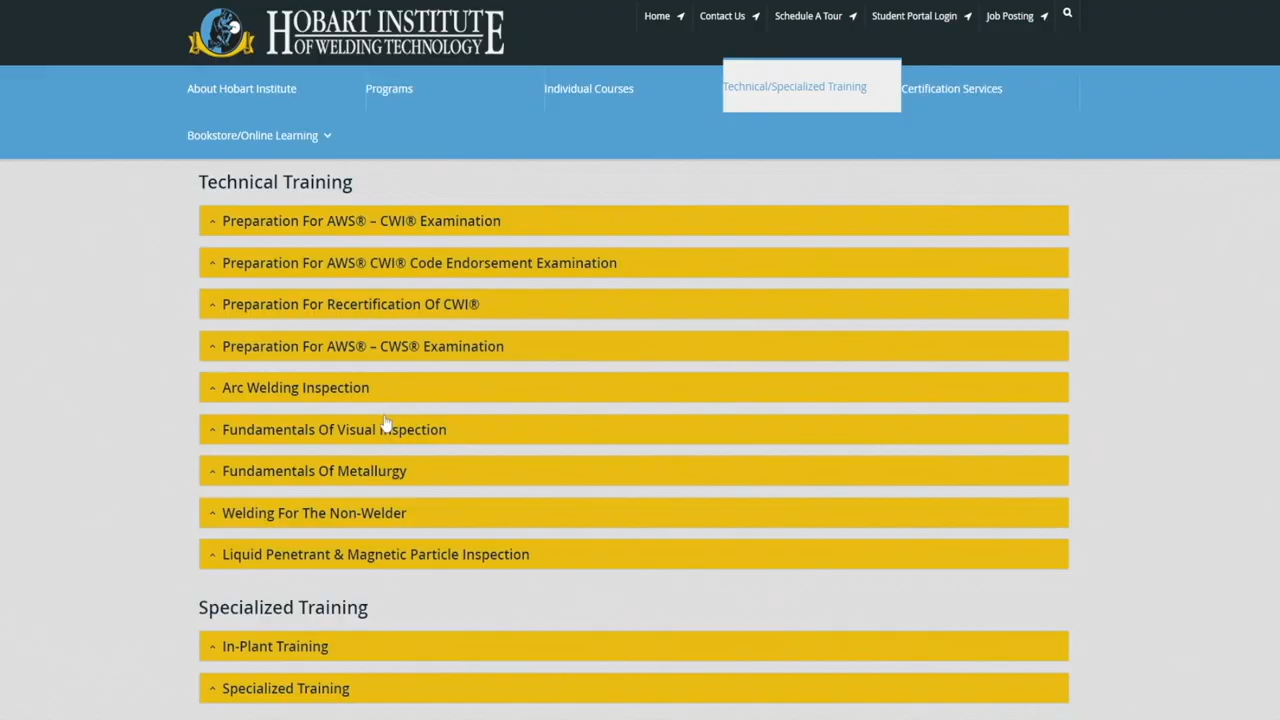 HOBART INSTITUTE
OF WELDING TECHNOLOGY
Home
Contact Us
Schedule A Tour
Student Portal Login
Job Posting
About Hobart Institute
Programs
Individual Courses
Technical/Specialized Training
Certification Services
Bookstore/Online Learning
Technical Training
Preparation For AWS® – CWI® Examination
Preparation For AWS® CWI® Code Endorsement Examination
Preparation For Recertification Of CWI®
Preparation For AWS® – CWS® Examination
Arc Welding Inspection
Fundamentals Of Visual Inspection
Fundamentals Of Metallurgy
Welding For The Non-Welder
Liquid Penetrant & Magnetic Particle Inspection
Specialized Training
In-Plant Training
Specialized Training